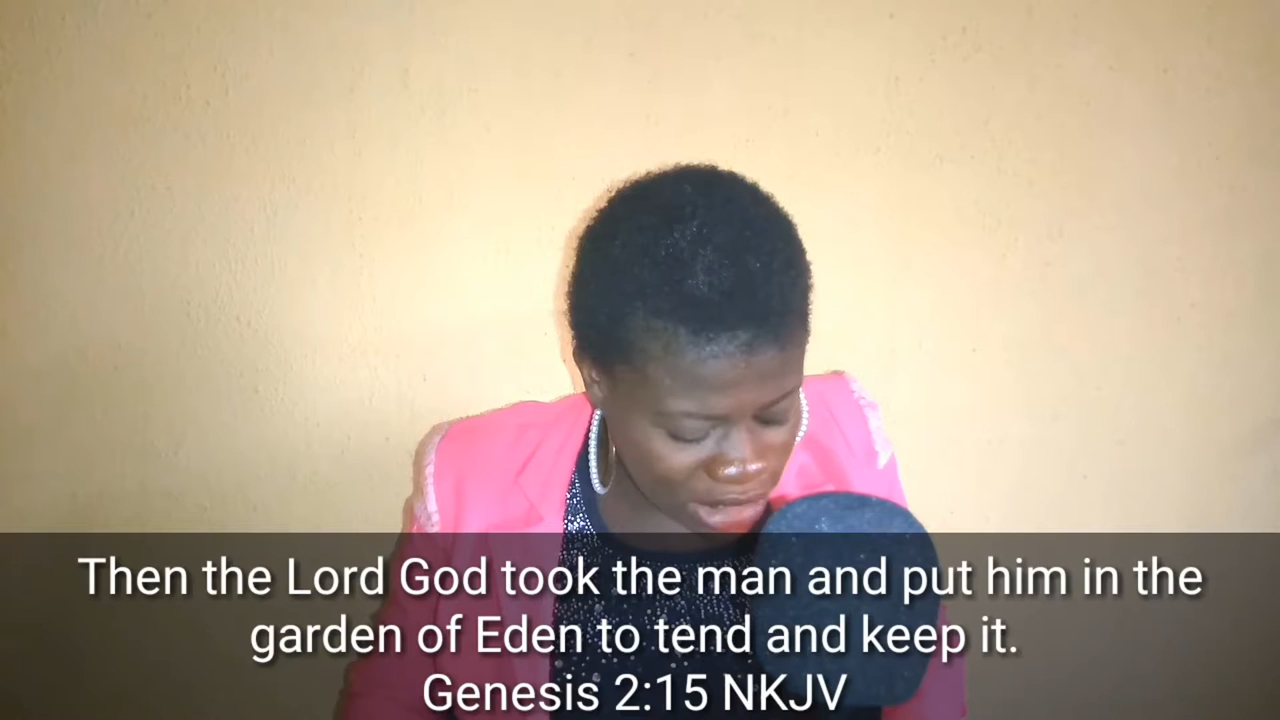 Then the Lord God took the man and put him in the
garden of Eden to tend and keep it.
Genesis 2:15 NKJV